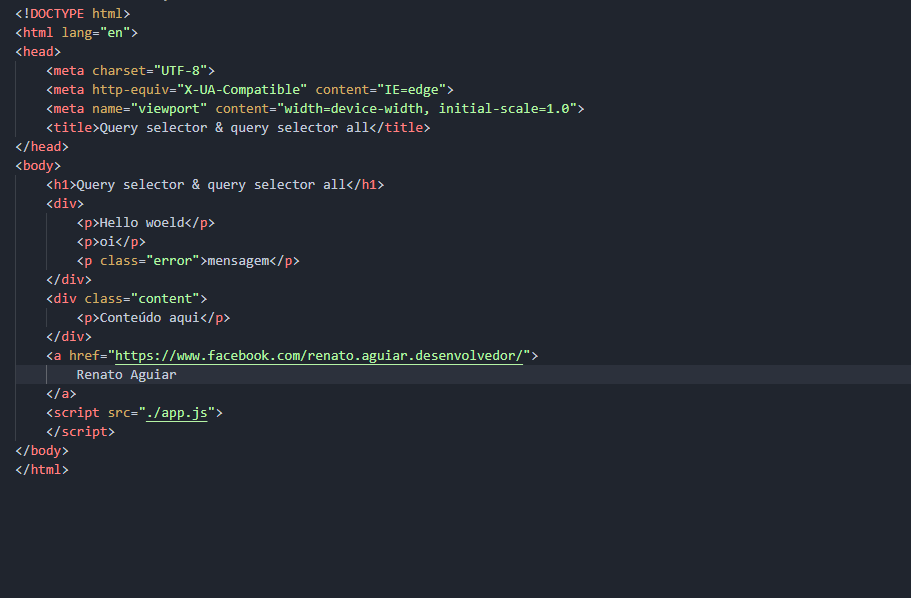 <!DOCTYPE html>
<html lang="en">
<head>
    <meta charset="UTF-8">
    <meta http-equiv="X-UA-Compatible" content="IE=edge">
    <meta name="viewport" content="width=device-width, initial-scale=1.0">
    <title>Query selector & query selector all</title>
</head>
<body>
    <h1>Query selector & query selector all</h1>
    <div>
        <p>Hello woeld</p>
        <p>oi</p>
        <p class="error">mensagem</p>
    </div>
    <div class="content">
        <p>Conteúdo aqui</p>
    </div>
    <a href="https://www.facebook.com/renato.aguiar.desenvolvedor/">
        Renato Aguiar
    </a>
    <script src="./app.js">
    </script>
</body>
</html>